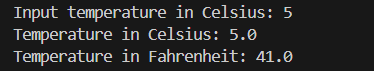 Input temperature in Celsius: 5
Temperature in Celsius: 5.0
Temperature in Fahrenheit: 41.0